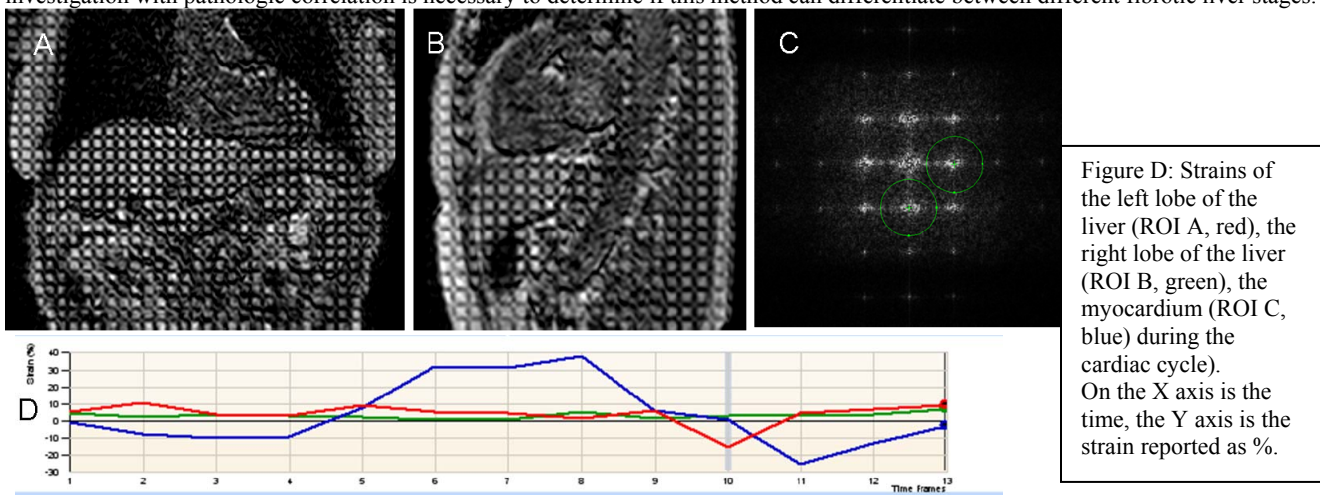 investigation with pathologic correlation is necessary to determine if this method can differentiate between different fibrotic liver stages.
A
B
C
Figure D: Strains of
the left lobe of the
liver (ROI A, red), the
right lobe of the liver
(ROI B, green), the
myocardium (ROI C,
blue) during the
cardiac cycle).
On the X axis is the
time, the Y axis is the
strain reported as %.
D
Strain (%)
40
30
20
10
0
-10
-20
-30
1 2 3 4 5 6 7 8 9 10 11 12 13
Time frames